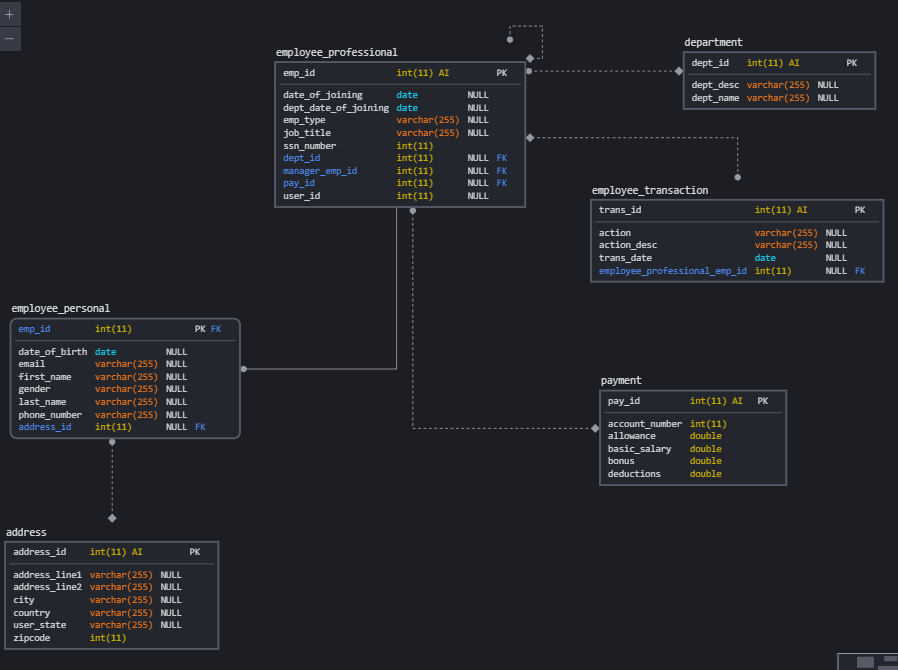 employee_professional
emp_id int(11) AI PK
date_of_joining date NULL
dept_date_of_joining date NULL
emp_type varchar(255) NULL
job_title varchar(255) NULL
ssn_number int(11)
dept_id int(11) NULL FK
manager_emp_id int(11) NULL FK
pay_id int(11) NULL FK
user_id int(11) NULL
department
dept_id int(11) AI PK
dept_desc varchar(255) NULL
dept_name varchar(255) NULL
employee_transaction
trans_id int(11) AI PK
action varchar(255) NULL
action_desc varchar(255) NULL
trans_date date NULL
employee_professional_emp_id int(11) NULL FK
employee_personal
emp_id int(11) PK FK
date_of_birth date NULL
email varchar(255) NULL
first_name varchar(255) NULL
gender varchar(255) NULL
last_name varchar(255) NULL
phone_number varchar(255) NULL
address_id int(11) NULL FK
payment
pay_id int(11) AI PK
account_number int(11)
allowance double
basic_salary double
bonus double
deductions double
address
address_id int(11) AI PK
address_line1 varchar(255) NULL
address_line2 varchar(255) NULL
city varchar(255) NULL
country varchar(255) NULL
user_state varchar(255) NULL
zipcode int(11)